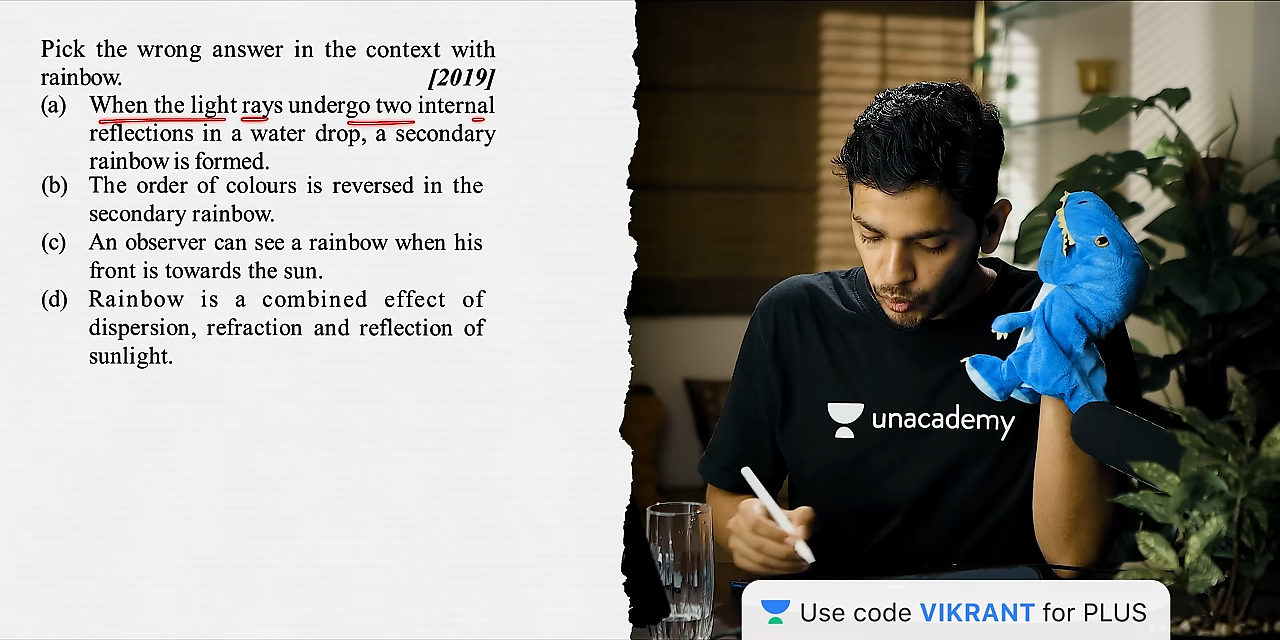 Pick the wrong answer in the context with
rainbow. [2019]
(a) When the light rays undergo two internal
reflections in a water drop, a secondary
rainbow is formed.
(b) The order of colours is reversed in the
secondary rainbow.
(c) An observer can see a rainbow when his
front is towards the sun.
(d) Rainbow is a combined effect of
dispersion, refraction and reflection of
sunlight.
unacademy
Use code VIKRANT for PLUS